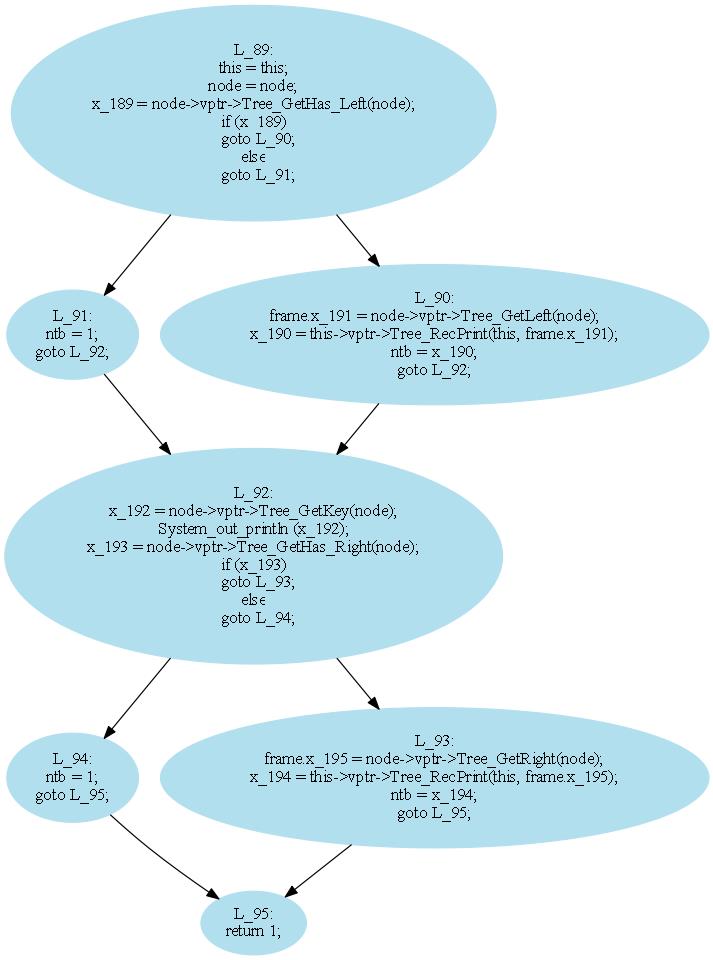 L_89:
this = this;
node = node;
x_189 = node->vptr->Tree_GetHas_Left(node);
if (x_189)
goto L_90;
else
goto L_91;
L_91:
ntb = 1;
goto L_92;
L_90:
frame.x_191 = node->vptr->Tree_GetLeft(node);
x_190 = this->vptr->Tree_RecPrint(this, frame.x_191);
ntb = x_190;
goto L_92;
L_92:
x_192 = node->vptr->Tree_GetKey(node);
System_out_println (x_192);
x_193 = node->vptr->Tree_GetHas_Right(node);
if (x_193)
goto L_93;
else
goto L_94;
L_94:
ntb = 1;
goto L_95;
L_93:
frame.x_195 = node->vptr->Tree_GetRight(node);
x_194 = this->vptr->Tree_RecPrint(this, frame.x_195);
ntb = x_194;
goto L_95;
L_95:
return 1;